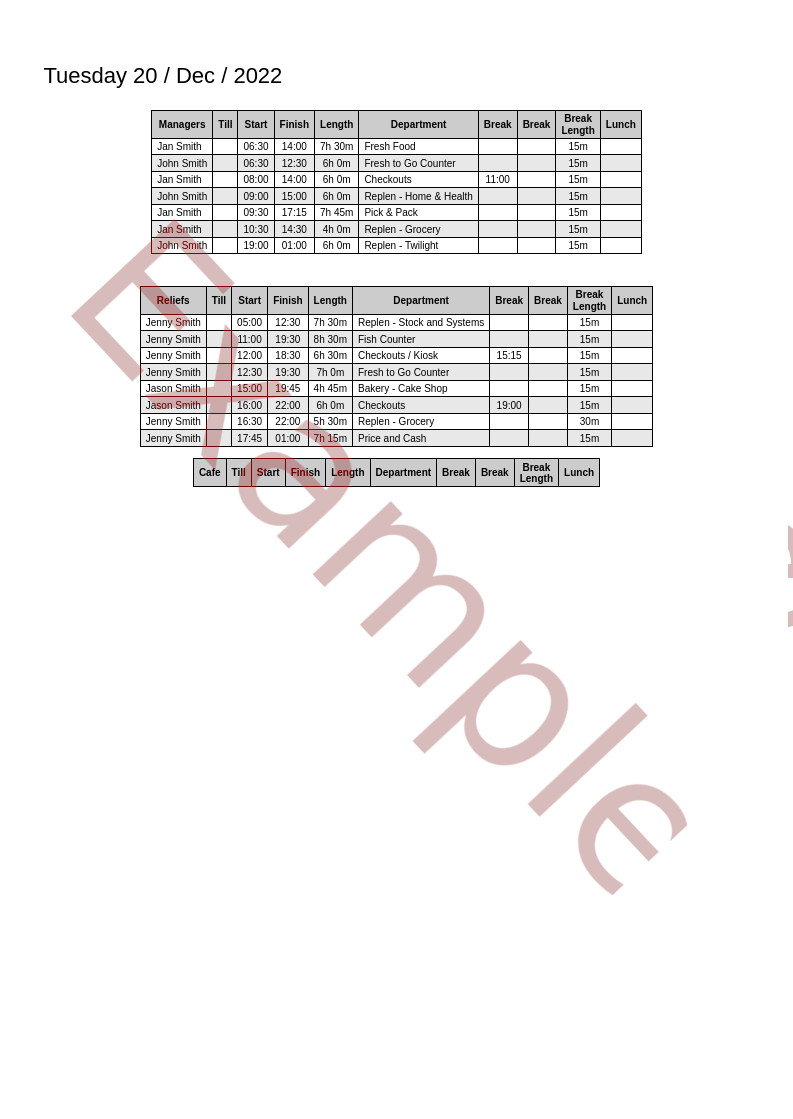 Tuesday 20 / Dec / 2022
Managers Till Start Finish Length Department Break Break Break Length Lunch
Jan Smith 06:30 14:00 7h 30m Fresh Food 15m
John Smith 06:30 12:30 6h 0m Fresh to Go Counter 15m
Jan Smith 08:00 14:00 6h 0m Checkouts 11:00 15m
John Smith 09:00 15:00 6h 0m Replen - Home & Health 15m
Jan Smith 09:30 17:15 7h 45m Pick & Pack 15m
Jan Smith 10:30 14:30 4h 0m Replen - Grocery 15m
John Smith 19:00 01:00 6h 0m Replen - Twilight 15m
Reliefs Till Start Finish Length Department Break Break Break Length Lunch
Jenny Smith 05:00 12:30 7h 30m Replen - Stock and Systems 15m
Jenny Smith 11:00 19:30 8h 30m Fish Counter 15m
Jenny Smith 12:00 18:30 6h 30m Checkouts / Kiosk 15:15 15m
Jenny Smith 12:30 19:30 7h 0m Fresh to Go Counter 15m
Jason Smith 15:00 19:45 4h 45m Bakery - Cake Shop 15m
Jason Smith 16:00 22:00 6h 0m Checkouts 19:00 15m
Jenny Smith 16:30 22:00 5h 30m Replen - Grocery 30m
Jenny Smith 17:45 01:00 7h 15m Price and Cash 15m
Cafe Till Start Finish Length Department Break Break Break Length Lunch
Example